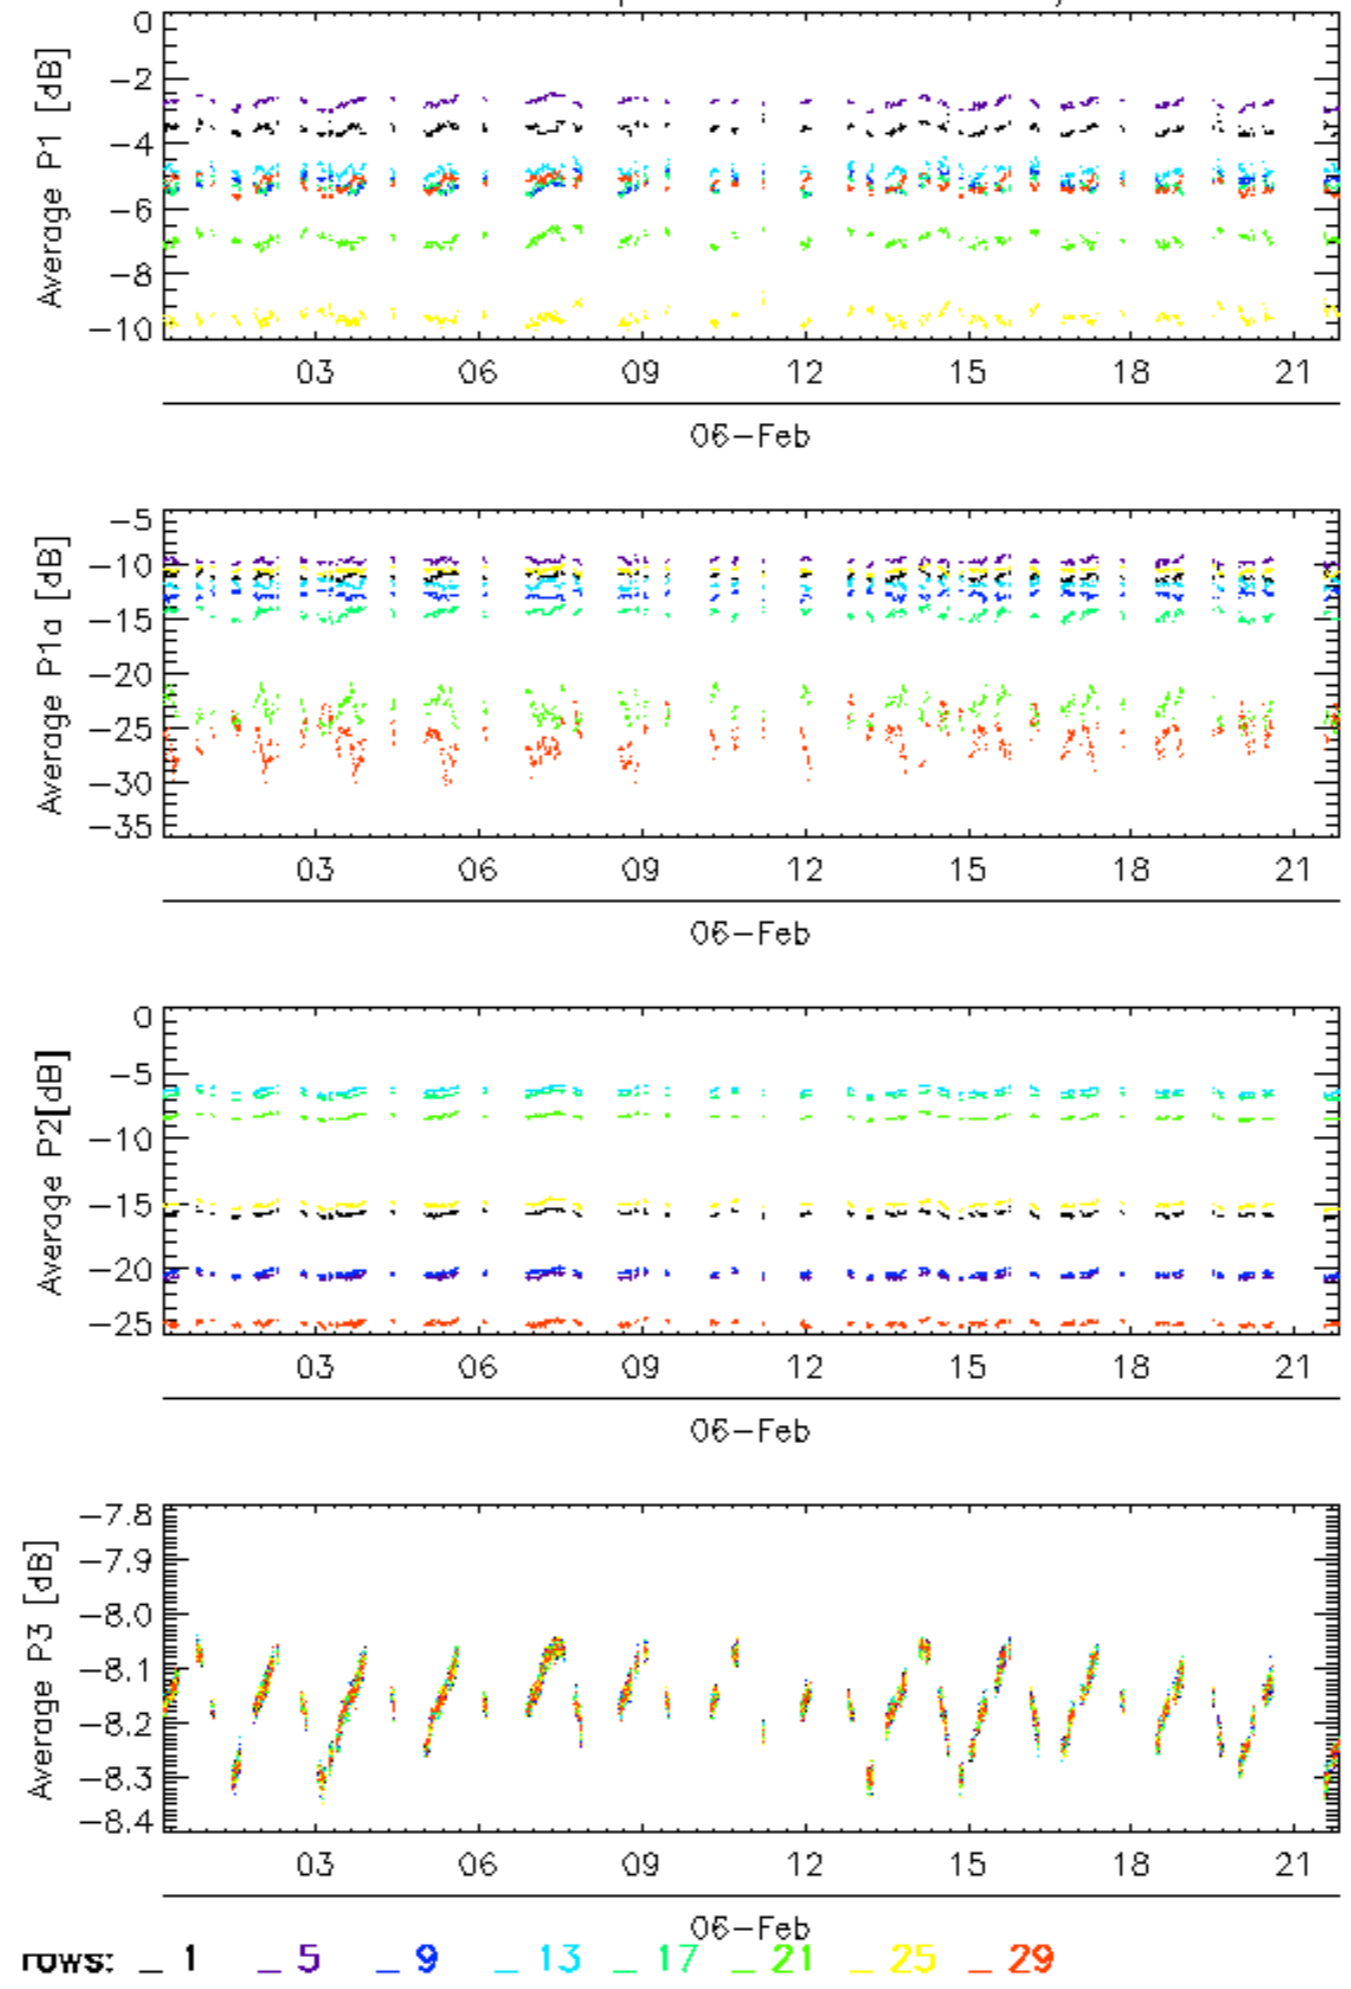 0
−2
−4
−6
−8
−10
Average P1 [dB]
03 06 09 12 15 18 21
06−Feb
−5
−10
−15
−20
−25
−30
−35
Average P1a [dB]
03 06 09 12 15 18 21
06−Feb
0
−5
−10
−15
−20
−25
Average P2[dB]
03 06 09 12 15 18 21
06−Feb
−7.8
−7.9
−8.0
−8.1
−8.2
−8.3
−8.4
Average P3 [dB]
03 06 09 12 15 18 21
06−Feb
rows: _ 1 _ 5 _ 9 _ 13 _ 17 _ 21 _ 25 _ 29